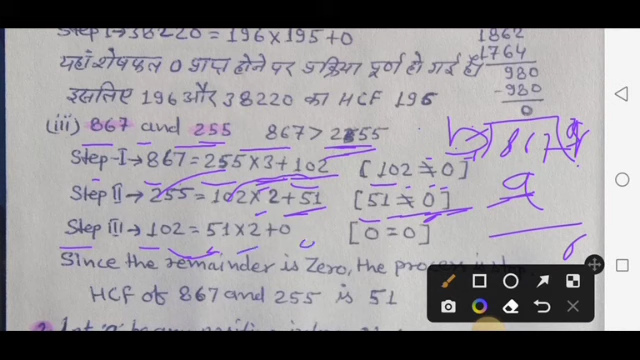 Step I→38220=196×195+0
यहाँ शेषफल 0 प्राप्त होने पर प्रक्रिया पूर्ण हो गई है।
इसलिए 196 और 38220 का HCF 196
1862
1764
980
-980
0
(iii) 867 and 255 867 > 255
Step-I→867=255×3+102 [102≠0]
Step II→255=102×2+51 [51≠0]
Step III→102=51×2+0 [0=0]
Since the remainder is Zero, the process is
HCF of 867 and 255 is 51
b 867 q
a
r